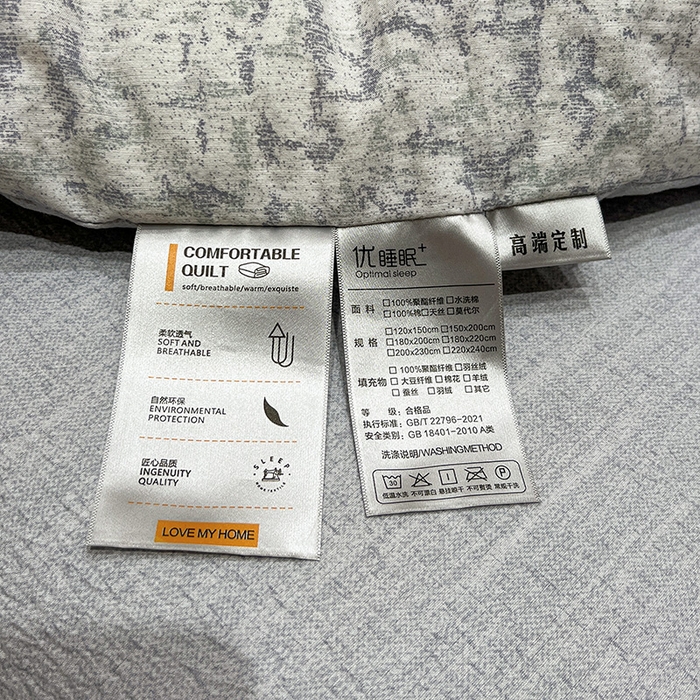 COMFORTABLE
QUILT
soft/breathable/warm/exquiste
柔软透气
SOFT AND
BREATHABLE
自然环保
ENVIRONMENTAL
PROTECTION
匠心品质
INGENUITY
QUALITY
SLEEP
LOVE MY HOME
优睡眠+
Optimal sleep
面料 □100%聚酯纤维 □水洗棉
□100%棉 □天丝 □莫代尔
规格 □120x150cm □150x200cm
□180x200cm □180x220cm
□200x230cm □220x240cm
填充物 □100%聚酯纤维 □羽丝绒
□大豆纤维 □棉花 □羊绒
□蚕丝 □羽绒 □其它
等 级：合格品
执行标准：GB/T 22796-2021
安全类别：GB 18401-2010 A类
洗涤说明/WASHINGMETHOD
30 P
低温水洗 不可漂白 悬挂晾干 不可熨烫 常规干洗
高端定制